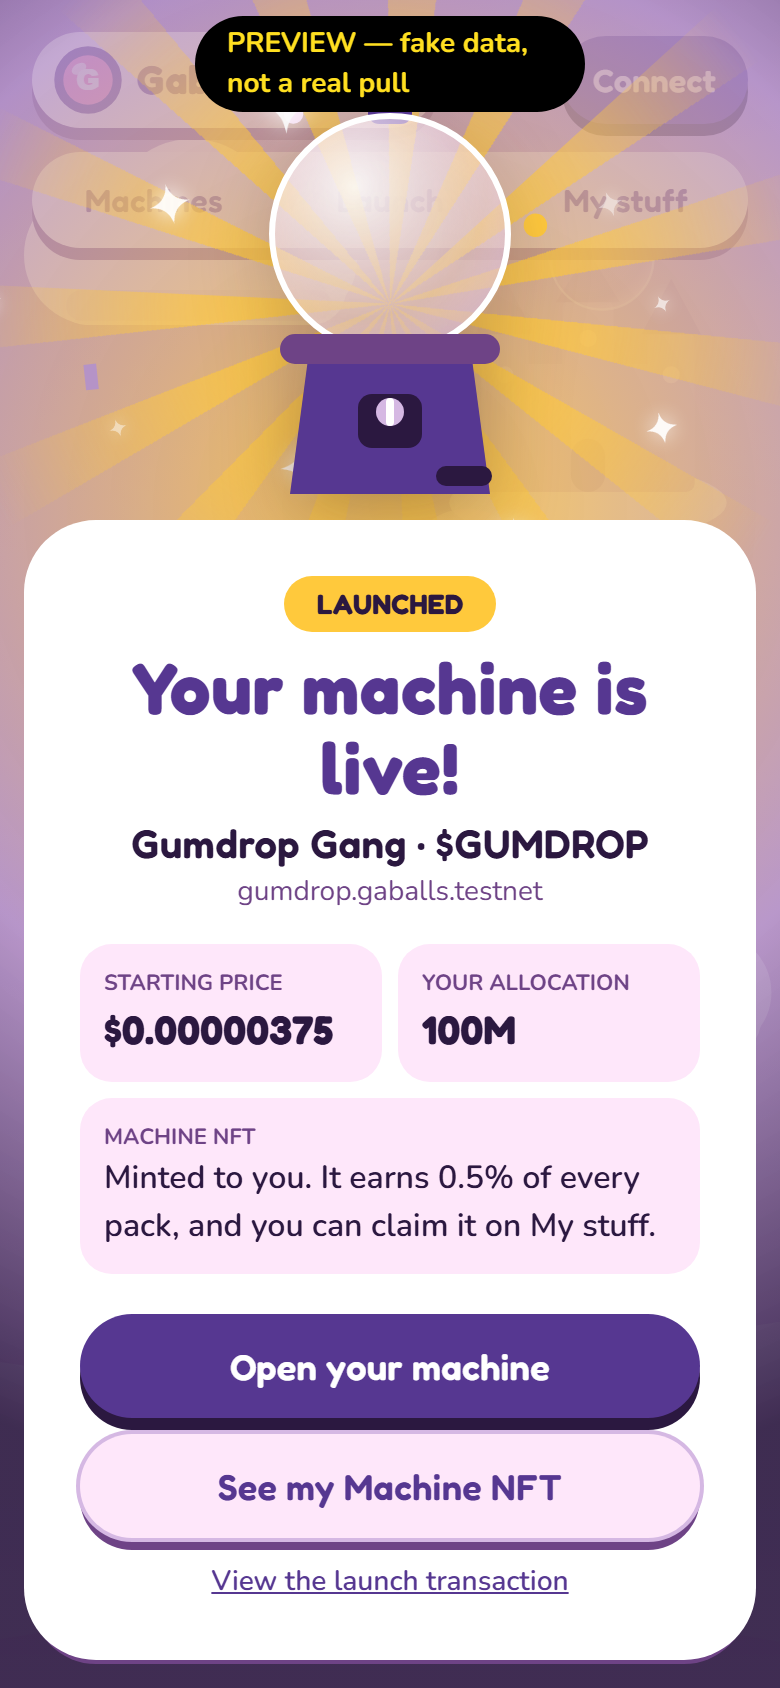 PREVIEW — fake data,
not a real pull
Connect
Machines
Launch
My stuff
LAUNCHED
Your machine is
live!
Gumdrop Gang · $GUMDROP
gumdrop.gaballs.testnet
STARTING PRICE
$0.00000375
YOUR ALLOCATION
100M
MACHINE NFT
Minted to you. It earns 0.5% of every
pack, and you can claim it on My stuff.
Open your machine
See my Machine NFT
View the launch transaction